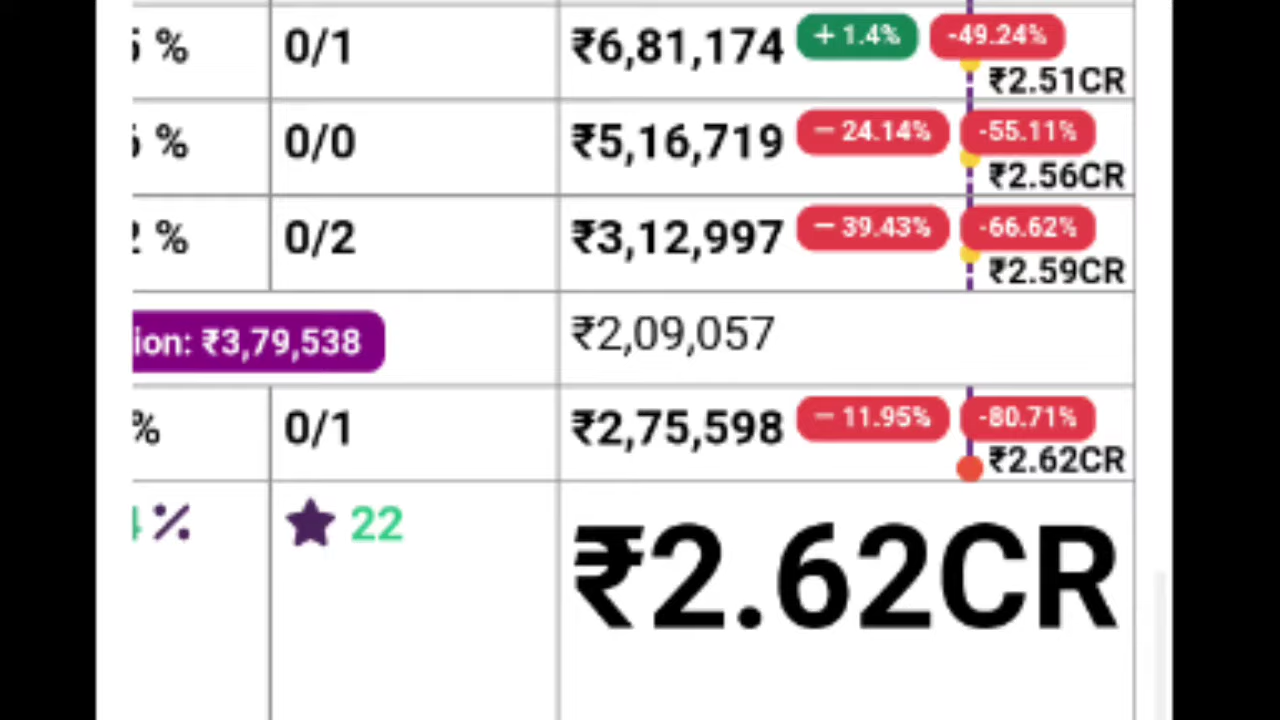 % 0/1 ₹6,81,174 + 1.4% -49.24%
₹2.51CR
% 0/0 ₹5,16,719 − 24.14% -55.11%
₹2.56CR
% 0/2 ₹3,12,997 − 39.43% -66.62%
₹2.59CR
ion: ₹3,79,538 ₹2,09,057
% 0/1 ₹2,75,598 − 11.95% -80.71%
₹2.62CR
% 22 ₹2.62CR